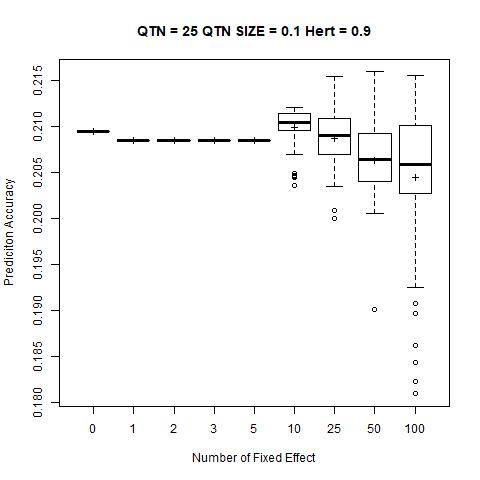 QTN = 25 QTN SIZE = 0.1 Hert = 0.9
Prediciton Accuracy
0.215
0.210
0.205
0.200
0.195
0.190
0.185
0.180
0 1 2 3 5 10 25 50 100
Number of Fixed Effect